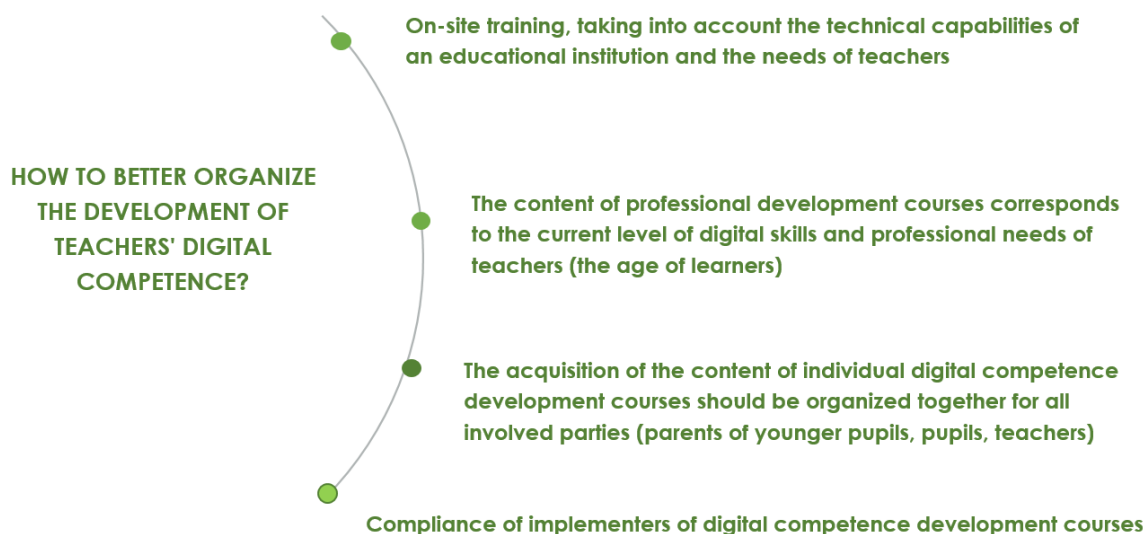 HOW TO BETTER ORGANIZE
THE DEVELOPMENT OF
TEACHERS' DIGITAL
COMPETENCE?
On-site training, taking into account the technical capabilities of
an educational institution and the needs of teachers
The content of professional development courses corresponds
to the current level of digital skills and professional needs of
teachers (the age of learners)
The acquisition of the content of individual digital competence
development courses should be organized together for all
involved parties (parents of younger pupils, pupils, teachers)
Compliance of implementers of digital competence development courses